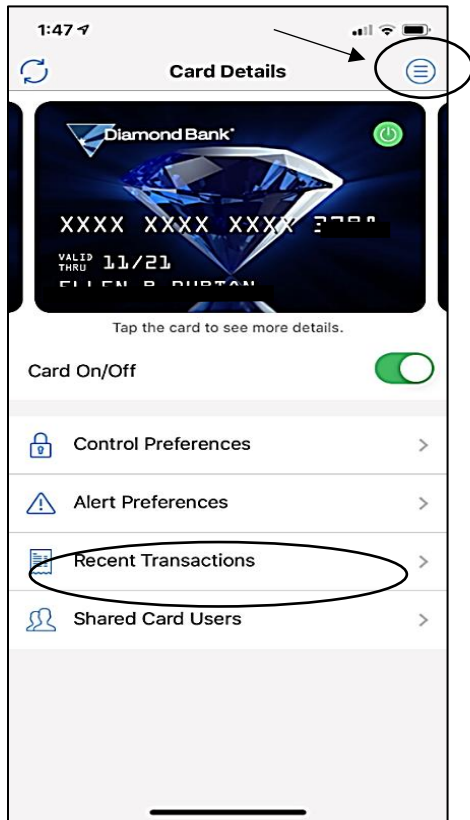 1:47
Card Details
Diamond Bank
XXXX XXXX XXXX
VALID THRU 11/21
Tap the card to see more details.
Card On/Off
Control Preferences
Alert Preferences
Recent Transactions
Shared Card Users